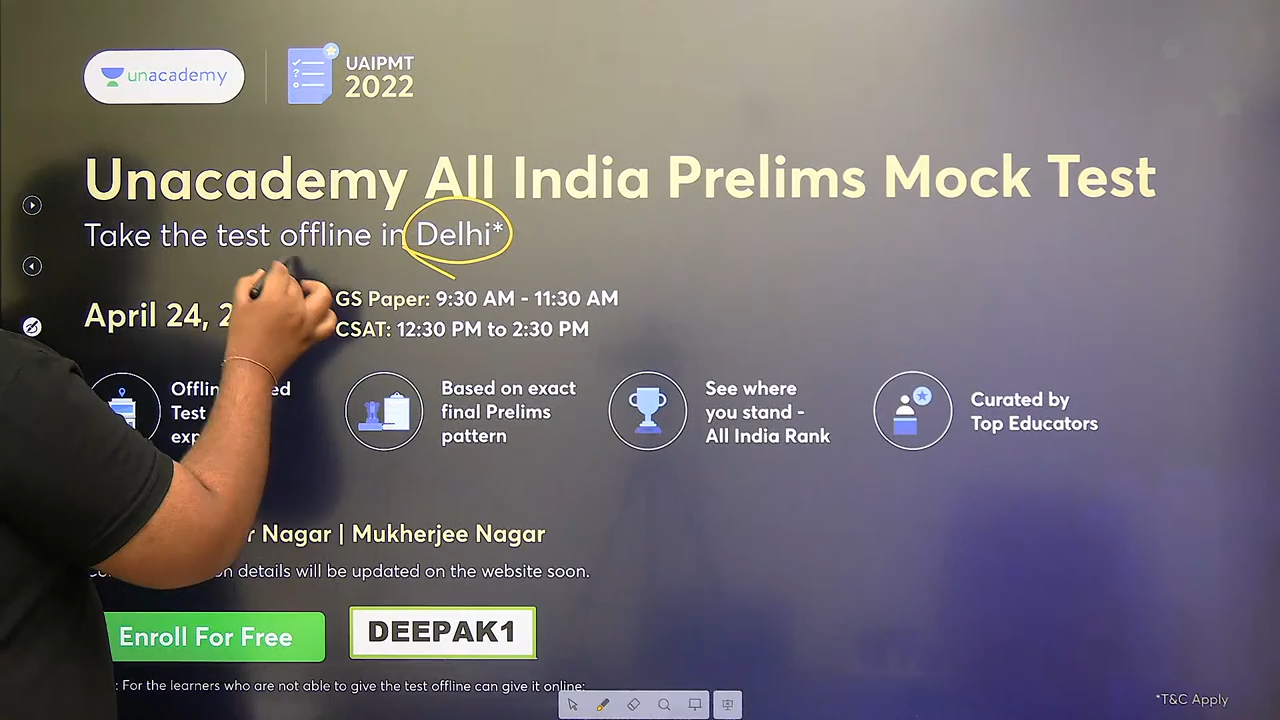 unacademy
UAIPMT
2022
Unacademy All India Prelims Mock Test
Take the test offline in Delhi*
April 24, 2
GS Paper: 9:30 AM - 11:30 AM
CSAT: 12:30 PM to 2:30 PM
Test
Based on exact
final Prelims
pattern
See where
you stand -
All India Rank
Curated by
Top Educators
Nagar | Mukherjee Nagar
details will be updated on the website soon.
Enroll For Free
DEEPAK1
: For the learners who are not able to give the test offline can give it online:
*T&C Apply